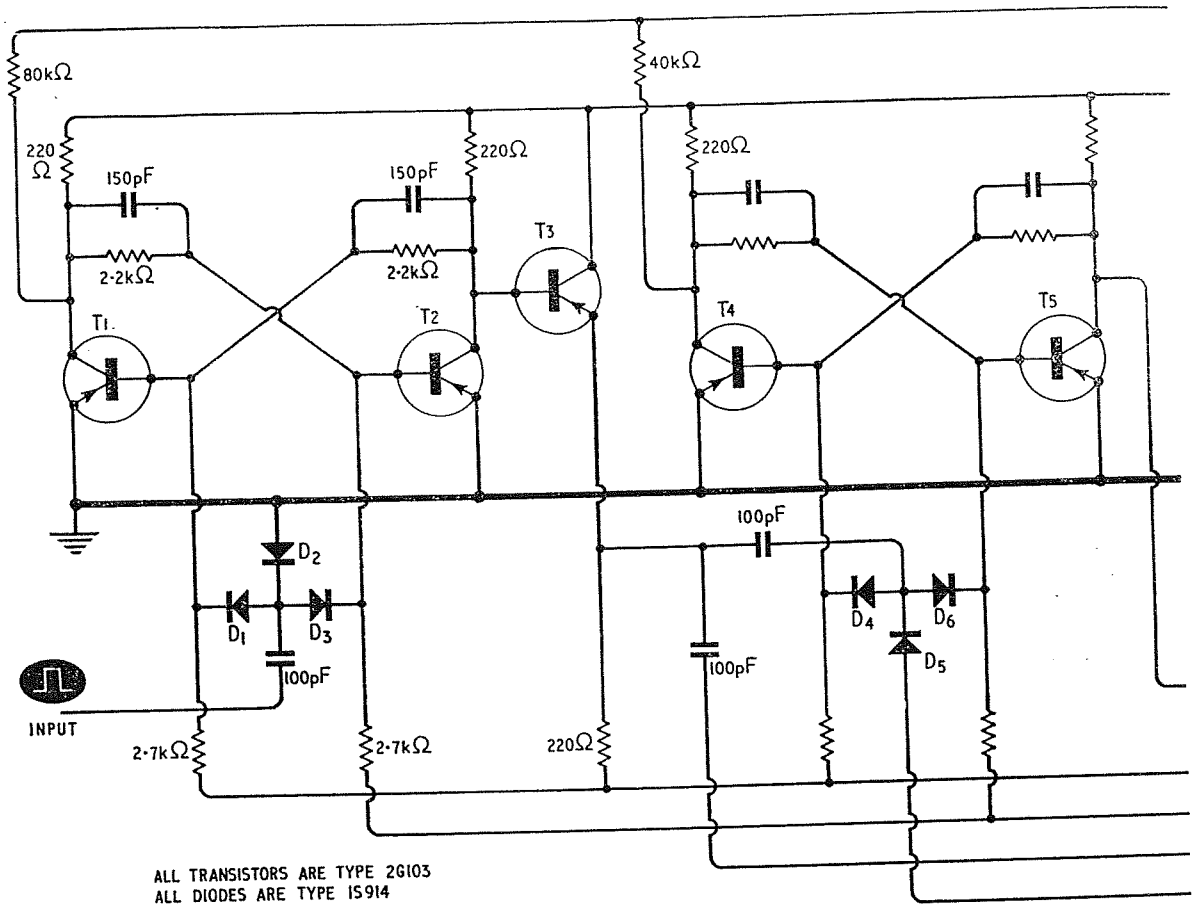 80kΩ
40kΩ
220
Ω
220Ω
220Ω
150pF
150pF
2·2kΩ
2·2kΩ
T3
T1
T2
T4
T5
100pF
D2
D1
D3
D4
D6
D5
100pF
100pF
INPUT
2·7kΩ
2·7kΩ
220Ω
ALL TRANSISTORS ARE TYPE 2G103
ALL DIODES ARE TYPE IS914